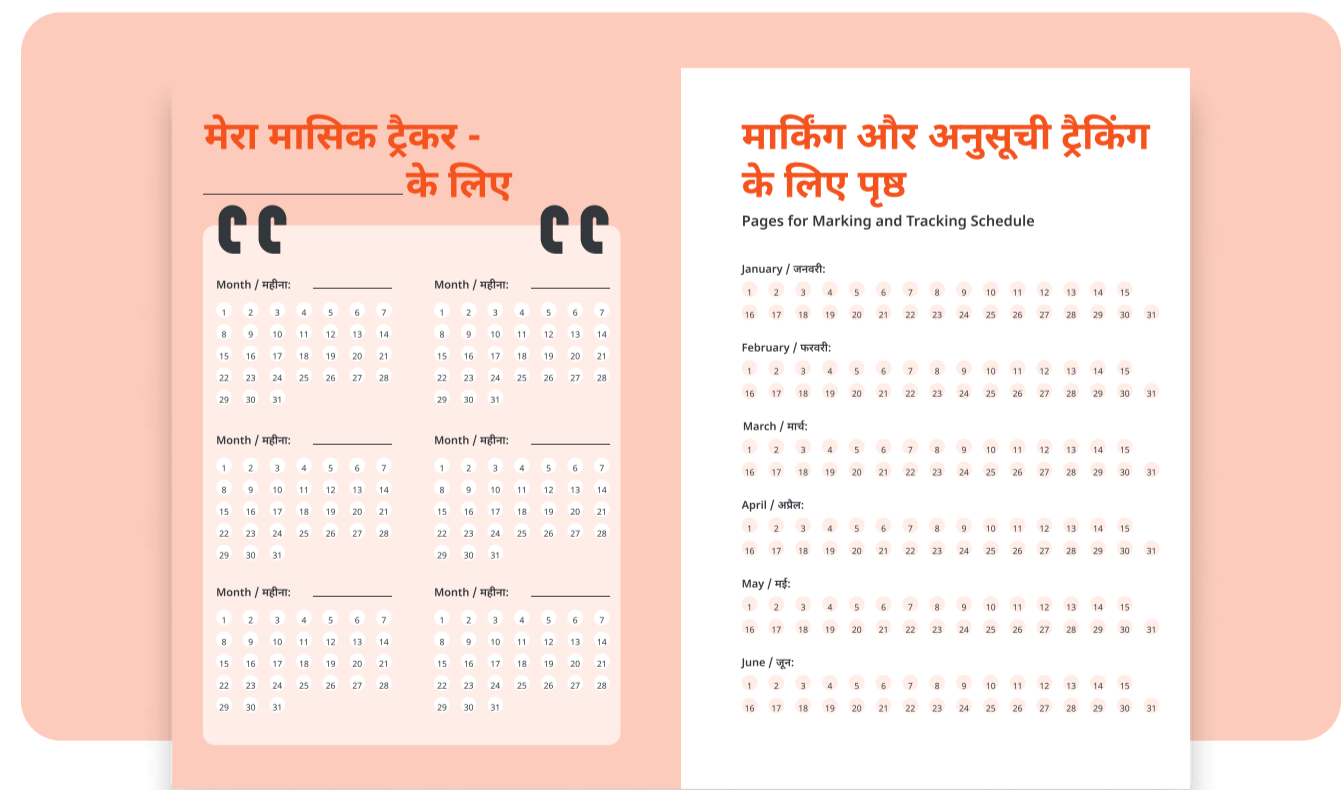 मेरा मासिक ट्रैकर -
____________________के लिए
Month / महीना: ____________
1 2 3 4 5 6 7
8 9 10 11 12 13 14
15 16 17 18 19 20 21
22 23 24 25 26 27 28
29 30 31
Month / महीना: ____________
1 2 3 4 5 6 7
8 9 10 11 12 13 14
15 16 17 18 19 20 21
22 23 24 25 26 27 28
29 30 31
Month / महीना: ____________
1 2 3 4 5 6 7
8 9 10 11 12 13 14
15 16 17 18 19 20 21
22 23 24 25 26 27 28
29 30 31
Month / महीना: ____________
1 2 3 4 5 6 7
8 9 10 11 12 13 14
15 16 17 18 19 20 21
22 23 24 25 26 27 28
29 30 31
Month / महीना: ____________
1 2 3 4 5 6 7
8 9 10 11 12 13 14
15 16 17 18 19 20 21
22 23 24 25 26 27 28
29 30 31
Month / महीना: ____________
1 2 3 4 5 6 7
8 9 10 11 12 13 14
15 16 17 18 19 20 21
22 23 24 25 26 27 28
29 30 31
मार्किंग और अनुसूची ट्रैकिंग
के लिए पृष्ठ
Pages for Marking and Tracking Schedule
January / जनवरी:
1 2 3 4 5 6 7 8 9 10 11 12 13 14 15
16 17 18 19 20 21 22 23 24 25 26 27 28 29 30 31
February / फरवरी:
1 2 3 4 5 6 7 8 9 10 11 12 13 14 15
16 17 18 19 20 21 22 23 24 25 26 27 28 29 30 31
March / मार्च:
1 2 3 4 5 6 7 8 9 10 11 12 13 14 15
16 17 18 19 20 21 22 23 24 25 26 27 28 29 30 31
April / अप्रैल:
1 2 3 4 5 6 7 8 9 10 11 12 13 14 15
16 17 18 19 20 21 22 23 24 25 26 27 28 29 30 31
May / मई:
1 2 3 4 5 6 7 8 9 10 11 12 13 14 15
16 17 18 19 20 21 22 23 24 25 26 27 28 29 30 31
June / जून:
1 2 3 4 5 6 7 8 9 10 11 12 13 14 15
16 17 18 19 20 21 22 23 24 25 26 27 28 29 30 31